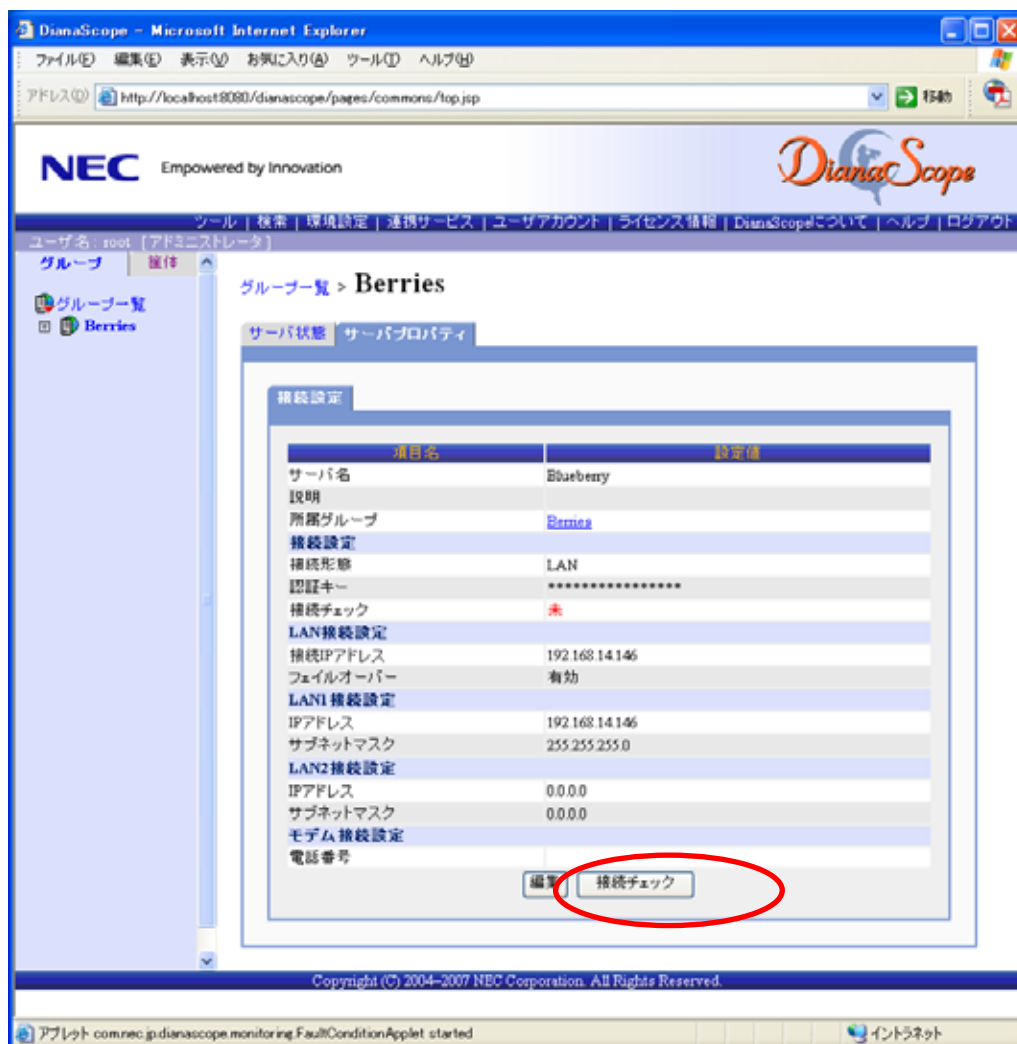 DianaScope - Microsoft Internet Explorer
ファイル(F) 編集(E) 表示(V) お気に入り(A) ツール(T) ヘルプ(H)
アドレス(D) http://localhost:8080/dianascope/pages/commons/top.jsp 移動
NEC Empowered by Innovation DianaScope
ツール | 検索 | 環境設定 | 連携サービス | ユーザアカウント | ライセンス情報 | DianaScopeについて | ヘルプ | ログアウト
ユーザ名: root [アドミニストレータ]
グループ 筐体
グループ一覧
Berries
グループ一覧 > Berries
サーバ状態 サーバプロパティ
接続設定
項目名 設定値
サーバ名 Blueberry
説明
所属グループ Berries
接続設定
接続形態 LAN
認証キー ****************
接続チェック 未
LAN接続設定
接続IPアドレス 192.168.14.146
フェイルオーバー 有効
LAN1接続設定
IPアドレス 192.168.14.146
サブネットマスク 255.255.255.0
LAN2接続設定
IPアドレス 0.0.0.0
サブネットマスク 0.0.0.0
モデム接続設定
電話番号
編集 接続チェック
Copyright (C) 2004-2007 NEC Corporation. All Rights Reserved.
アプレット com.nec.jp.dianascope.monitoring.FaultConditionApplet started イントラネット